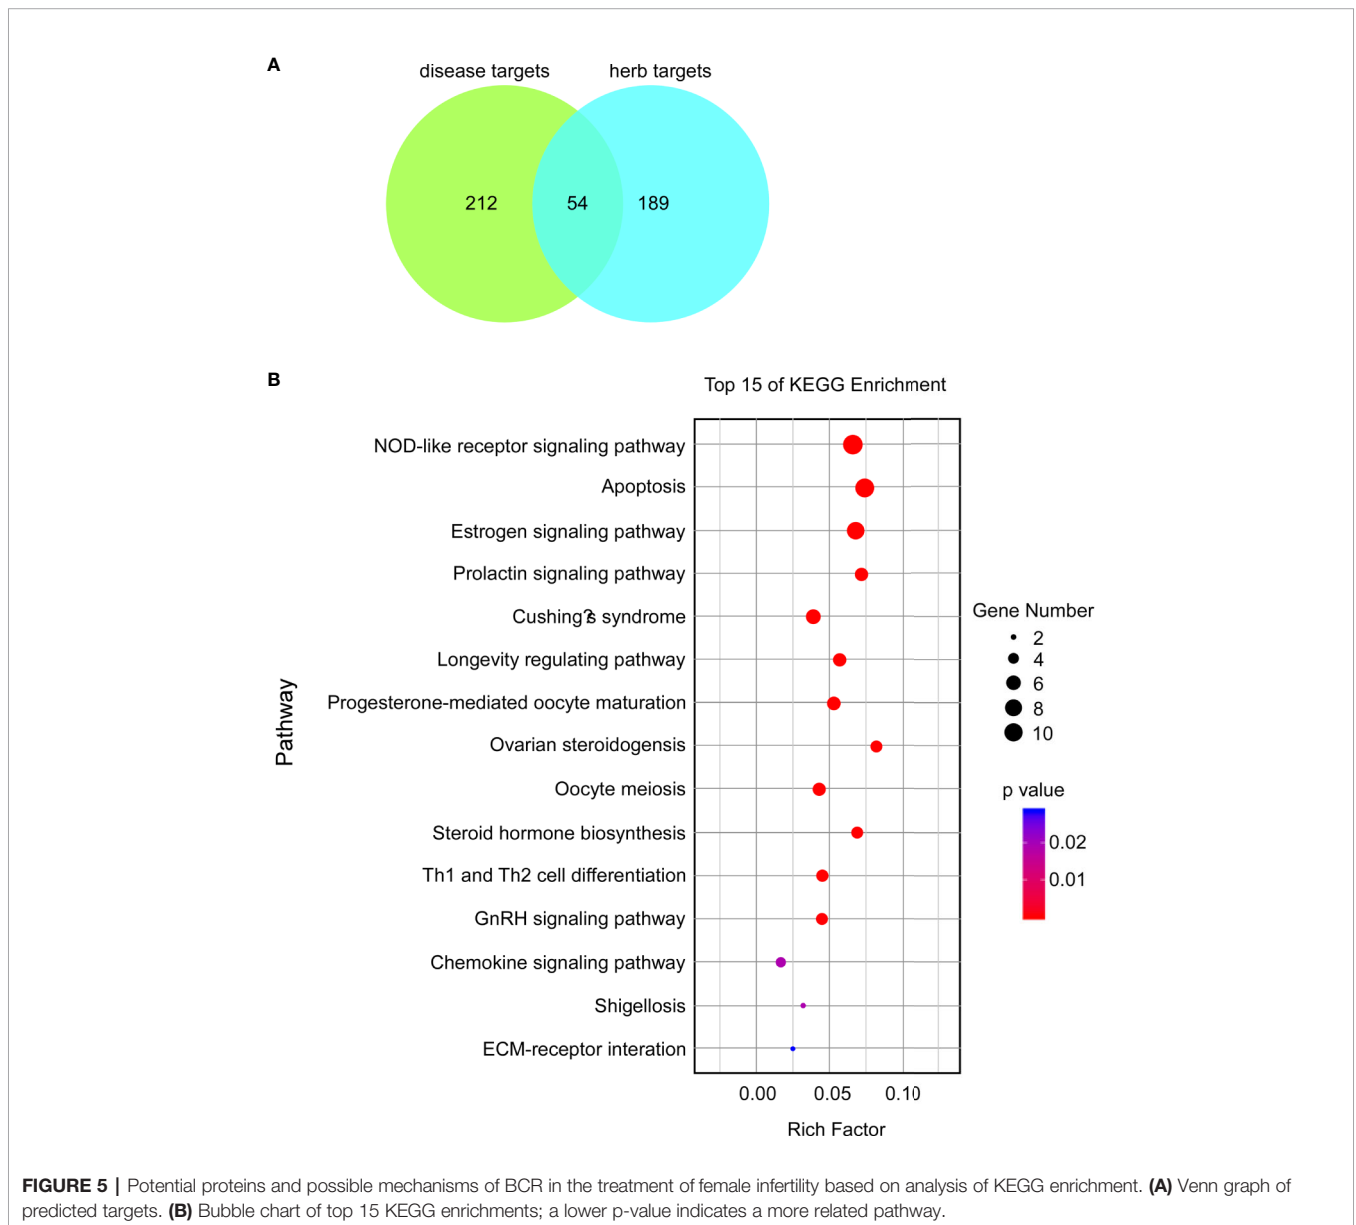 A
disease targets herb targets
212 54 189
B
Top 15 of KEGG Enrichment
NOD-like receptor signaling pathway
Apoptosis
Estrogen signaling pathway
Prolactin signaling pathway
Cushing?s syndrome
Longevity regulating pathway
Progesterone-mediated oocyte maturation
Ovarian steroidogensis
Oocyte meiosis
Steroid hormone biosynthesis
Th1 and Th2 cell differentiation
GnRH signaling pathway
Chemokine signaling pathway
Shigellosis
ECM-receptor interation
Pathway
0.00 0.05 0.10
Rich Factor
Gene Number
2
4
6
8
10
p value
0.02
0.01
FIGURE 5 | Potential proteins and possible mechanisms of BCR in the treatment of female infertility based on analysis of KEGG enrichment. (A) Venn graph of
predicted targets. (B) Bubble chart of top 15 KEGG enrichments; a lower p-value indicates a more related pathway.